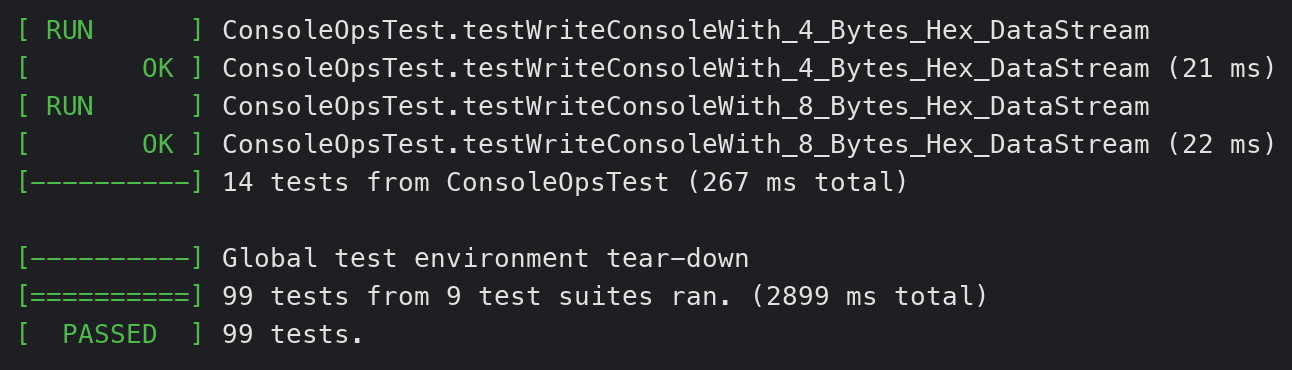 [ RUN      ] ConsoleOpsTest.testWriteConsoleWith_4_Bytes_Hex_DataStream
[       OK ] ConsoleOpsTest.testWriteConsoleWith_4_Bytes_Hex_DataStream (21 ms)
[ RUN      ] ConsoleOpsTest.testWriteConsoleWith_8_Bytes_Hex_DataStream
[       OK ] ConsoleOpsTest.testWriteConsoleWith_8_Bytes_Hex_DataStream (22 ms)
[----------] 14 tests from ConsoleOpsTest (267 ms total)

[----------] Global test environment tear-down
[==========] 99 tests from 9 test suites ran. (2899 ms total)
[  PASSED  ] 99 tests.